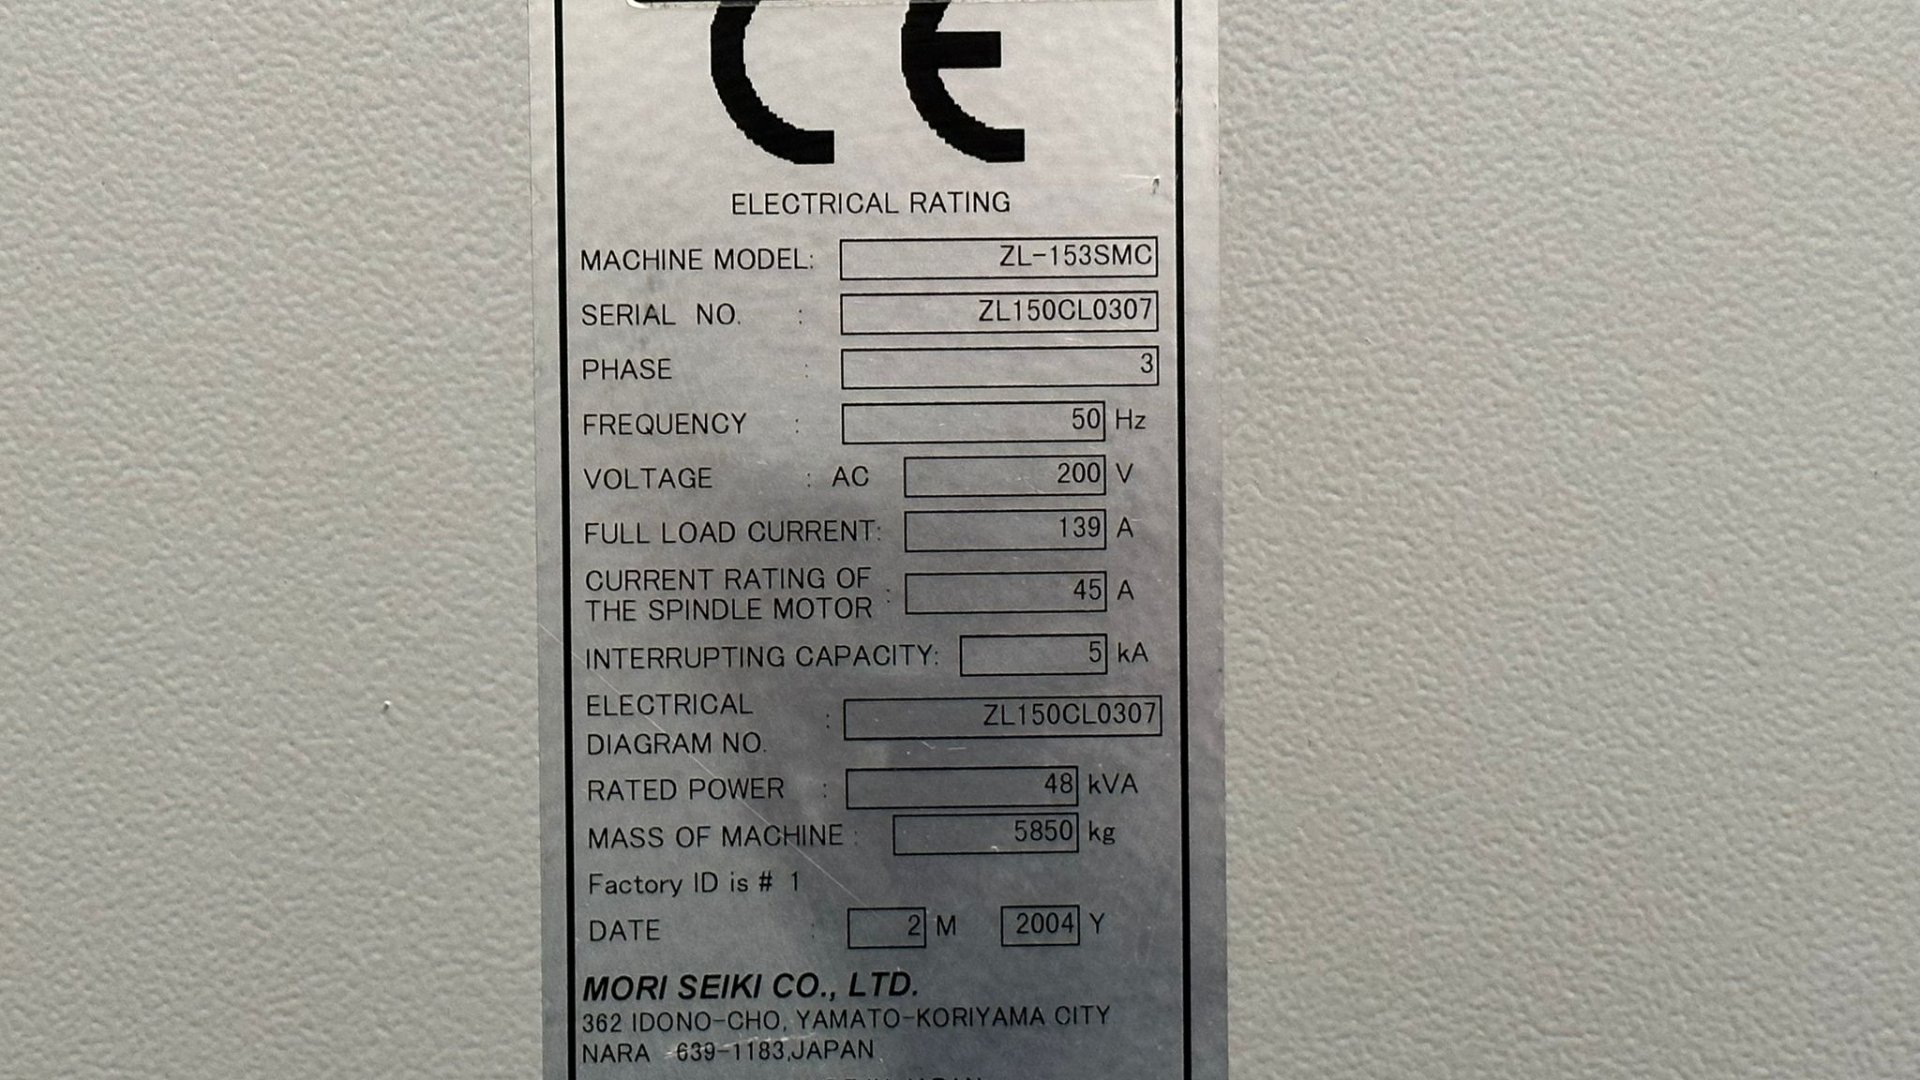 CE
ELECTRICAL RATING
MACHINE MODEL: ZL-153SMC
SERIAL NO. : ZL150CL0307
PHASE : 3
FREQUENCY : 50 Hz
VOLTAGE : AC 200 V
FULL LOAD CURRENT: 139 A
CURRENT RATING OF
THE SPINDLE MOTOR : 45 A
INTERRUPTING CAPACITY: 5 kA
ELECTRICAL
DIAGRAM NO. : ZL150CL0307
RATED POWER : 48 kVA
MASS OF MACHINE : 5850 kg
Factory ID is # 1
DATE : 2 M 2004 Y
MORI SEIKI CO., LTD.
362 IDONO-CHO, YAMATO-KORIYAMA CITY
NARA 639-1183,JAPAN